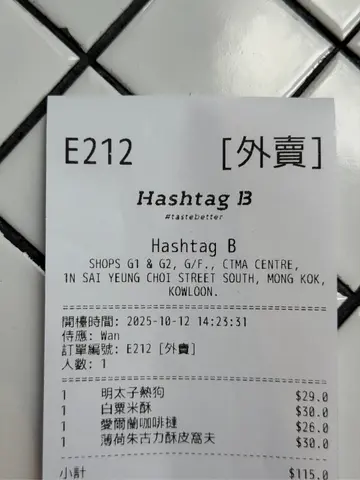 E212 [外賣]
Hashtag B
#tastebetter
Hashtag B
SHOPS G1 & G2, G/F., CTMA CENTRE,
1N SAI YEUNG CHOI STREET SOUTH, MONG KOK,
KOWLOON.
開檯時間: 2025-10-12 14:23:31
侍應: Wan
訂單編號: E212 [外賣]
人數: 1
1 明太子熱狗 $29.0
1 白粟米酥 $30.0
1 愛爾蘭咖啡撻 $26.0
1 薄荷朱古力酥皮窩夫 $30.0
小計 $115.0